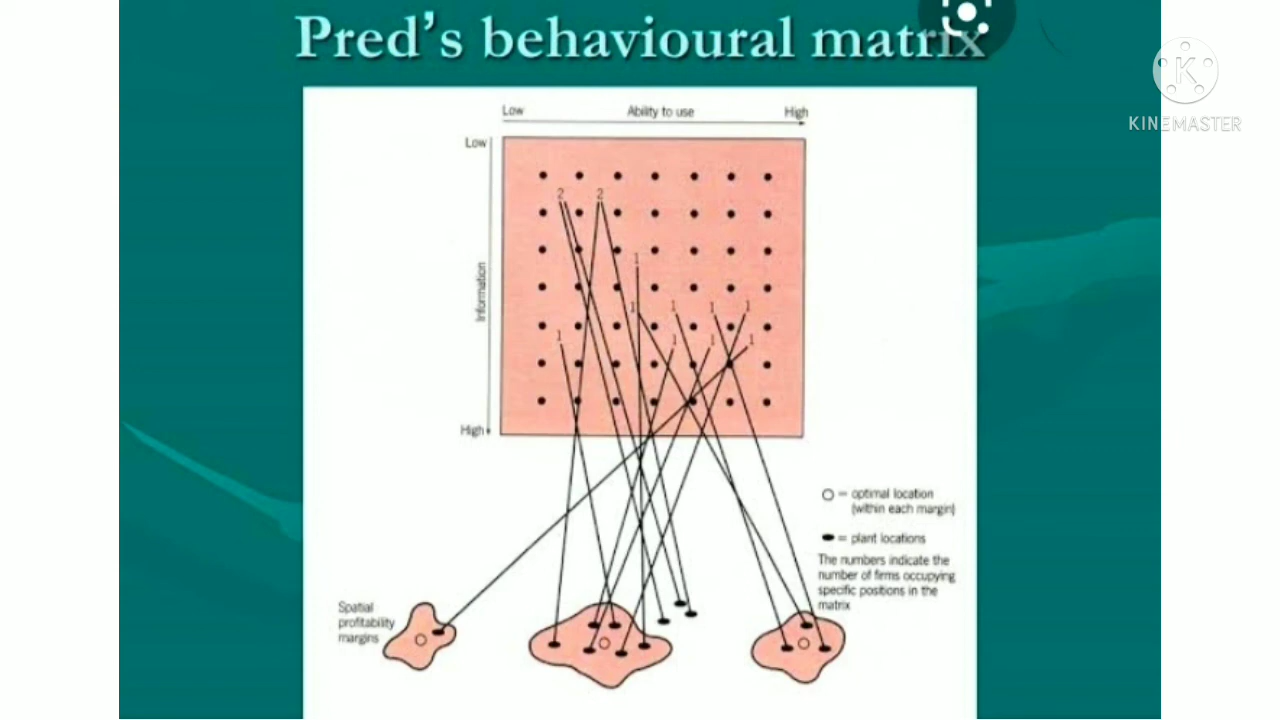 Pred's behavioural matrix
KINEMASTER
Low Ability to use High
Low
2 2
1
Information
1 1 1 1
1 1 1 1
High
= optimal location
(within each margin)
= plant locations
The numbers indicate the
number of firms occupying
specific positions in the
matrix
Spatial
profitability
margins